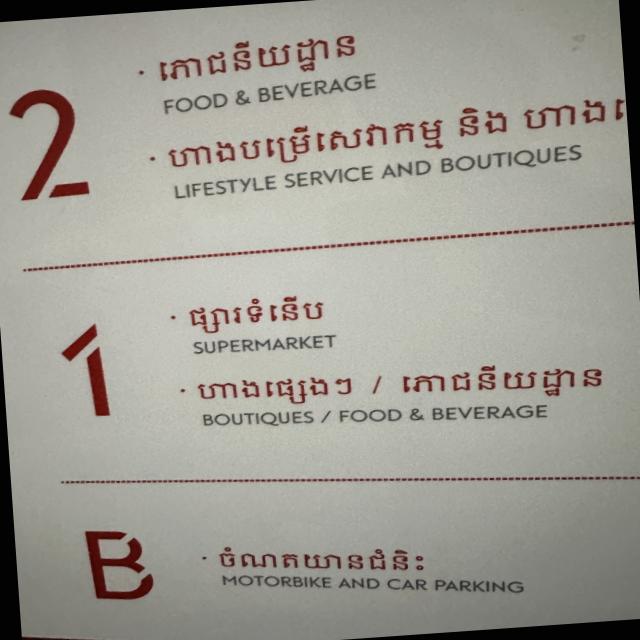 2
· ភោជនីយដ្ឋាន
FOOD & BEVERAGE
· ហាងបម្រើសេវាកម្ម និង ហាង
LIFESTYLE SERVICE AND BOUTIQUES
1
· ផ្សារទំនើប
SUPERMARKET
· ហាងផ្សេងៗ / ភោជនីយដ្ឋាន
BOUTIQUES / FOOD & BEVERAGE
B
· ចំណតយានជំនិះ
MOTORBIKE AND CAR PARKING